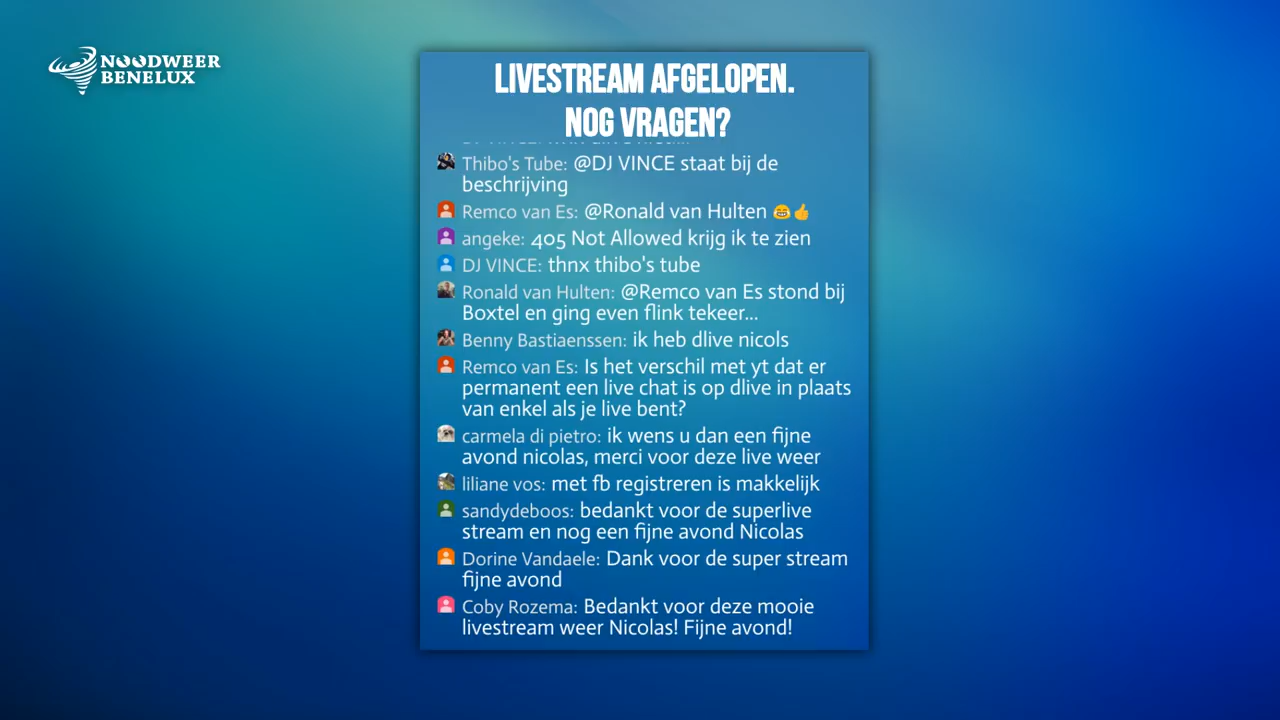 NOODWEER
BENELUX
LIVESTREAM AFGELOPEN.
NOG VRAGEN?
Thibo's Tube: @DJ VINCE staat bij de
beschrijving
Remco van Es: @Ronald van Hulten 😂👍
angeke: 405 Not Allowed krijg ik te zien
DJ VINCE: thnx thibo's tube
Ronald van Hulten: @Remco van Es stond bij
Boxtel en ging even flink tekeer...
Benny Bastiaenssen: ik heb dlive nicols
Remco van Es: Is het verschil met yt dat er
permanent een live chat is op dlive in plaats
van enkel als je live bent?
carmela di pietro: ik wens u dan een fijne
avond nicolas, merci voor deze live weer
liliane vos: met fb registreren is makkelijk
sandydeboos: bedankt voor de superlive
stream en nog een fijne avond Nicolas
Dorine Vandaele: Dank voor de super stream
fijne avond
Coby Rozema: Bedankt voor deze mooie
livestream weer Nicolas! Fijne avond!